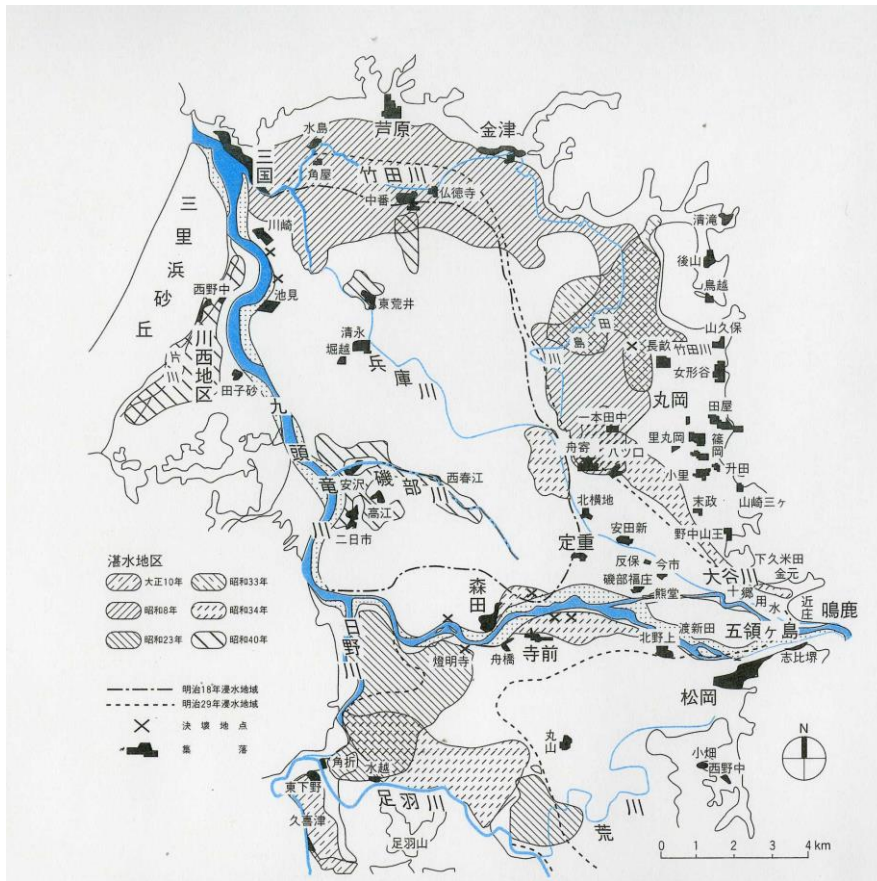 芦原
金津
水島
三国
角屋
竹田川
仏徳寺
中番
清滝
後山
鳥越
川崎
三里浜砂丘
西野中
池見
東荒井
山久保
川西地区
清永
堀越
兵庫川
田島川
長畝
竹田川
女形谷
丸岡
田子砂
九頭竜川
一本田中
田屋
里丸岡
篠岡
舟寄
八ツ口
小里
升田
安沢
磯部川
西春江
高江
二日市
北横地
末政
山崎三ヶ
安田新
野中山王
定重
反保
今市
大谷川
下久米田
金元
磯部福庄
十郷用水
近庄
鳴鹿
森田
熊堂
五領ヶ島
渡新田
北野上
志比堺
日野川
燈明寺
舟橋
寺前
松岡
丸山
小畑
西野中
角折
水越
東下野
足羽川
久喜津
足羽山
荒川
湛水地区
大正10年
昭和33年
昭和8年
昭和34年
昭和23年
昭和40年
明治18年浸水地域
明治29年浸水地域
決壊地点
集落
N
0 1 2 3 4km